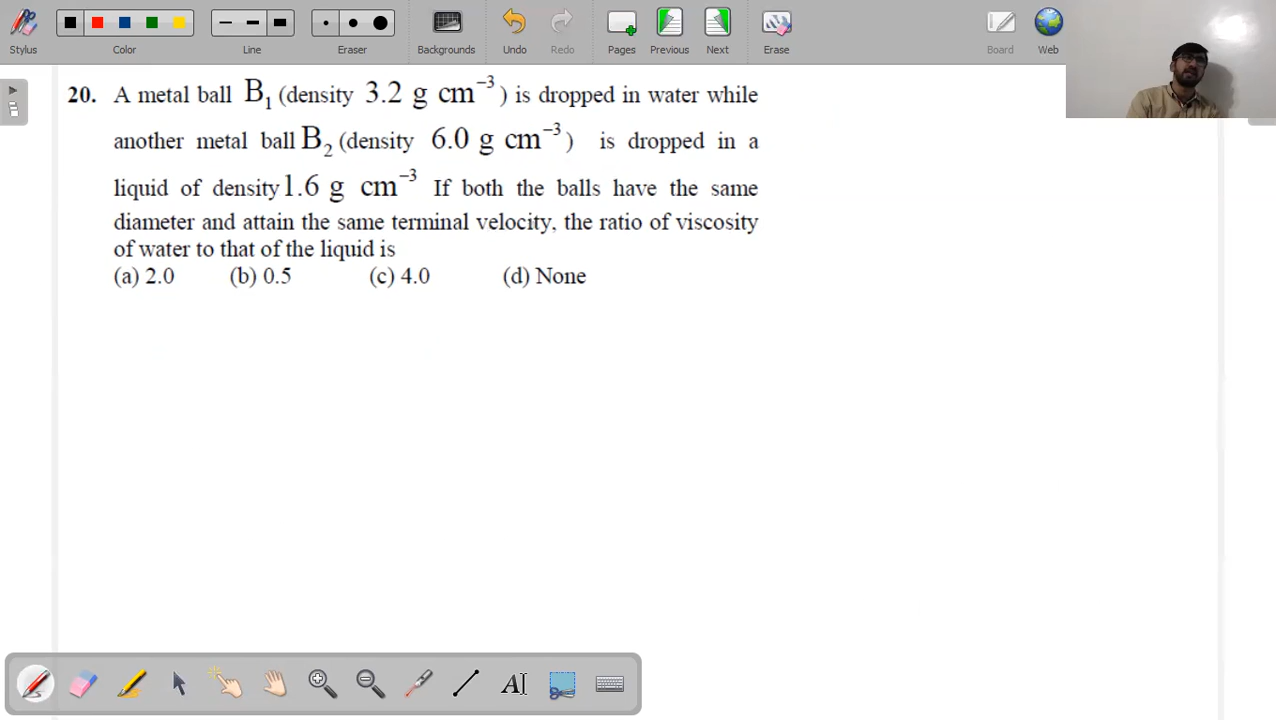 Stylus Color Line Eraser Backgrounds Undo Redo Pages Previous Next Erase Board Web
20. A metal ball B₁ (density 3.2 g cm⁻³) is dropped in water while
another metal ball B₂ (density 6.0 g cm⁻³) is dropped in a
liquid of density 1.6 g cm⁻³ If both the balls have the same
diameter and attain the same terminal velocity, the ratio of viscosity
of water to that of the liquid is
(a) 2.0 (b) 0.5 (c) 4.0 (d) None